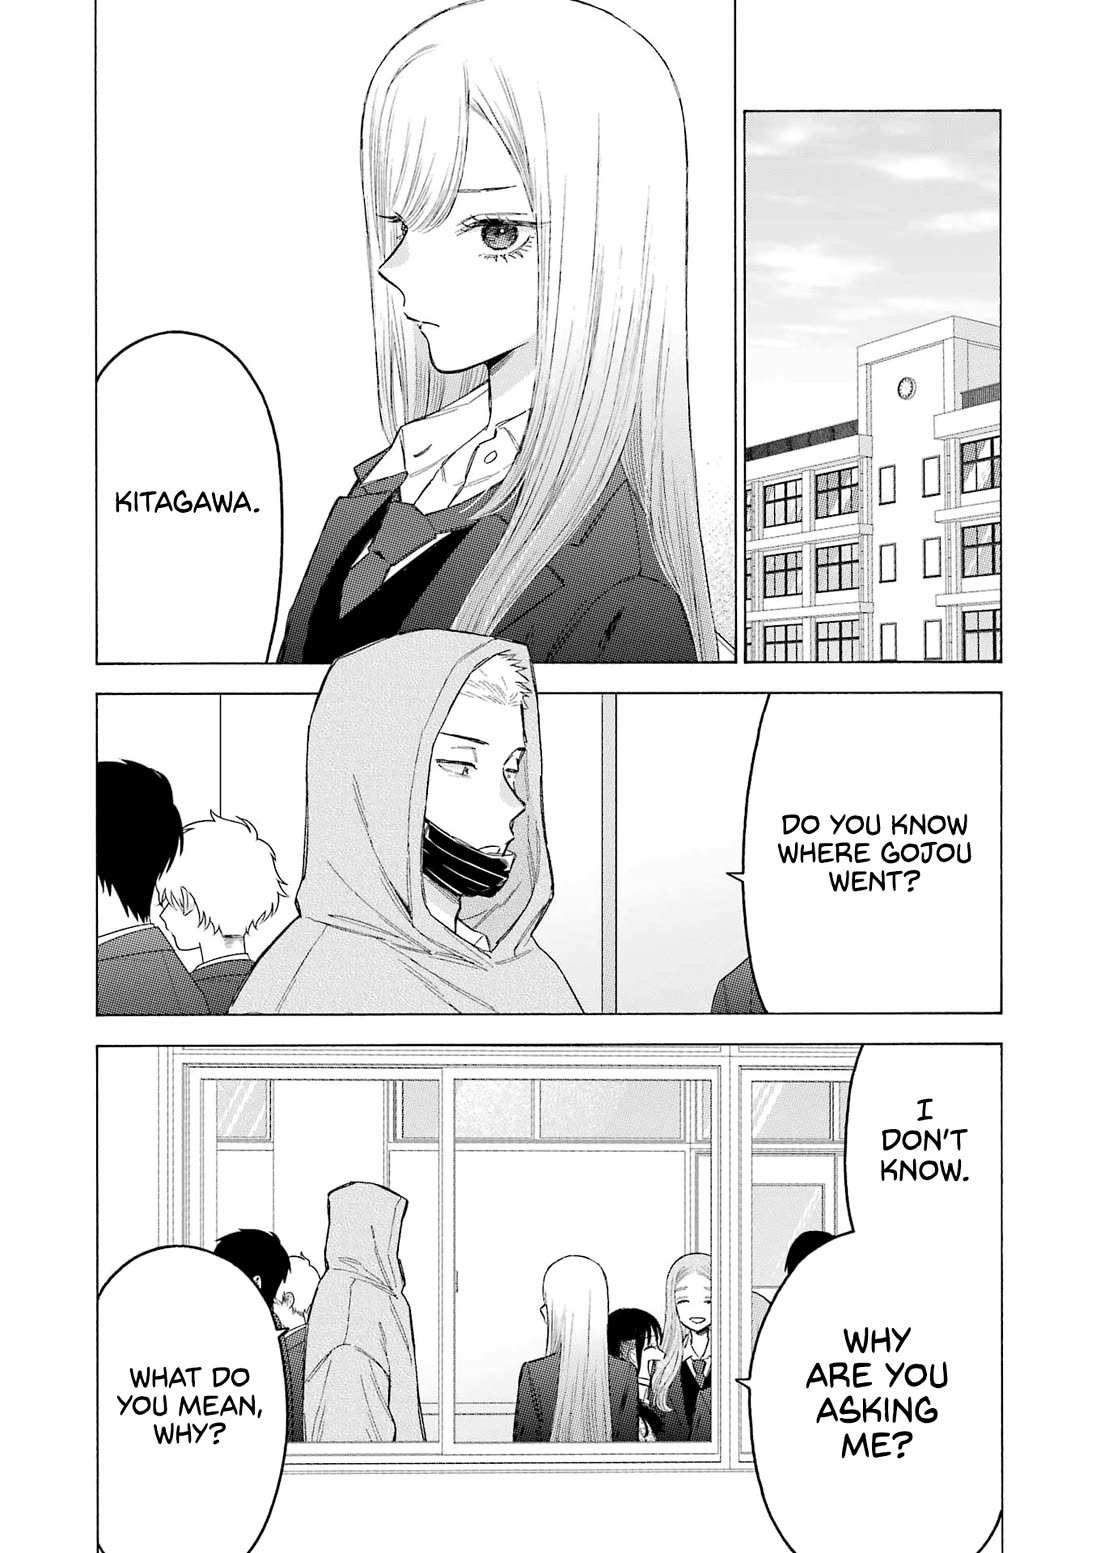 KITAGAWA.
DO YOU KNOW
WHERE GOJOU
WENT?
I
DON'T
KNOW.
WHY
ARE YOU
ASKING
ME?
WHAT DO
YOU MEAN,
WHY?